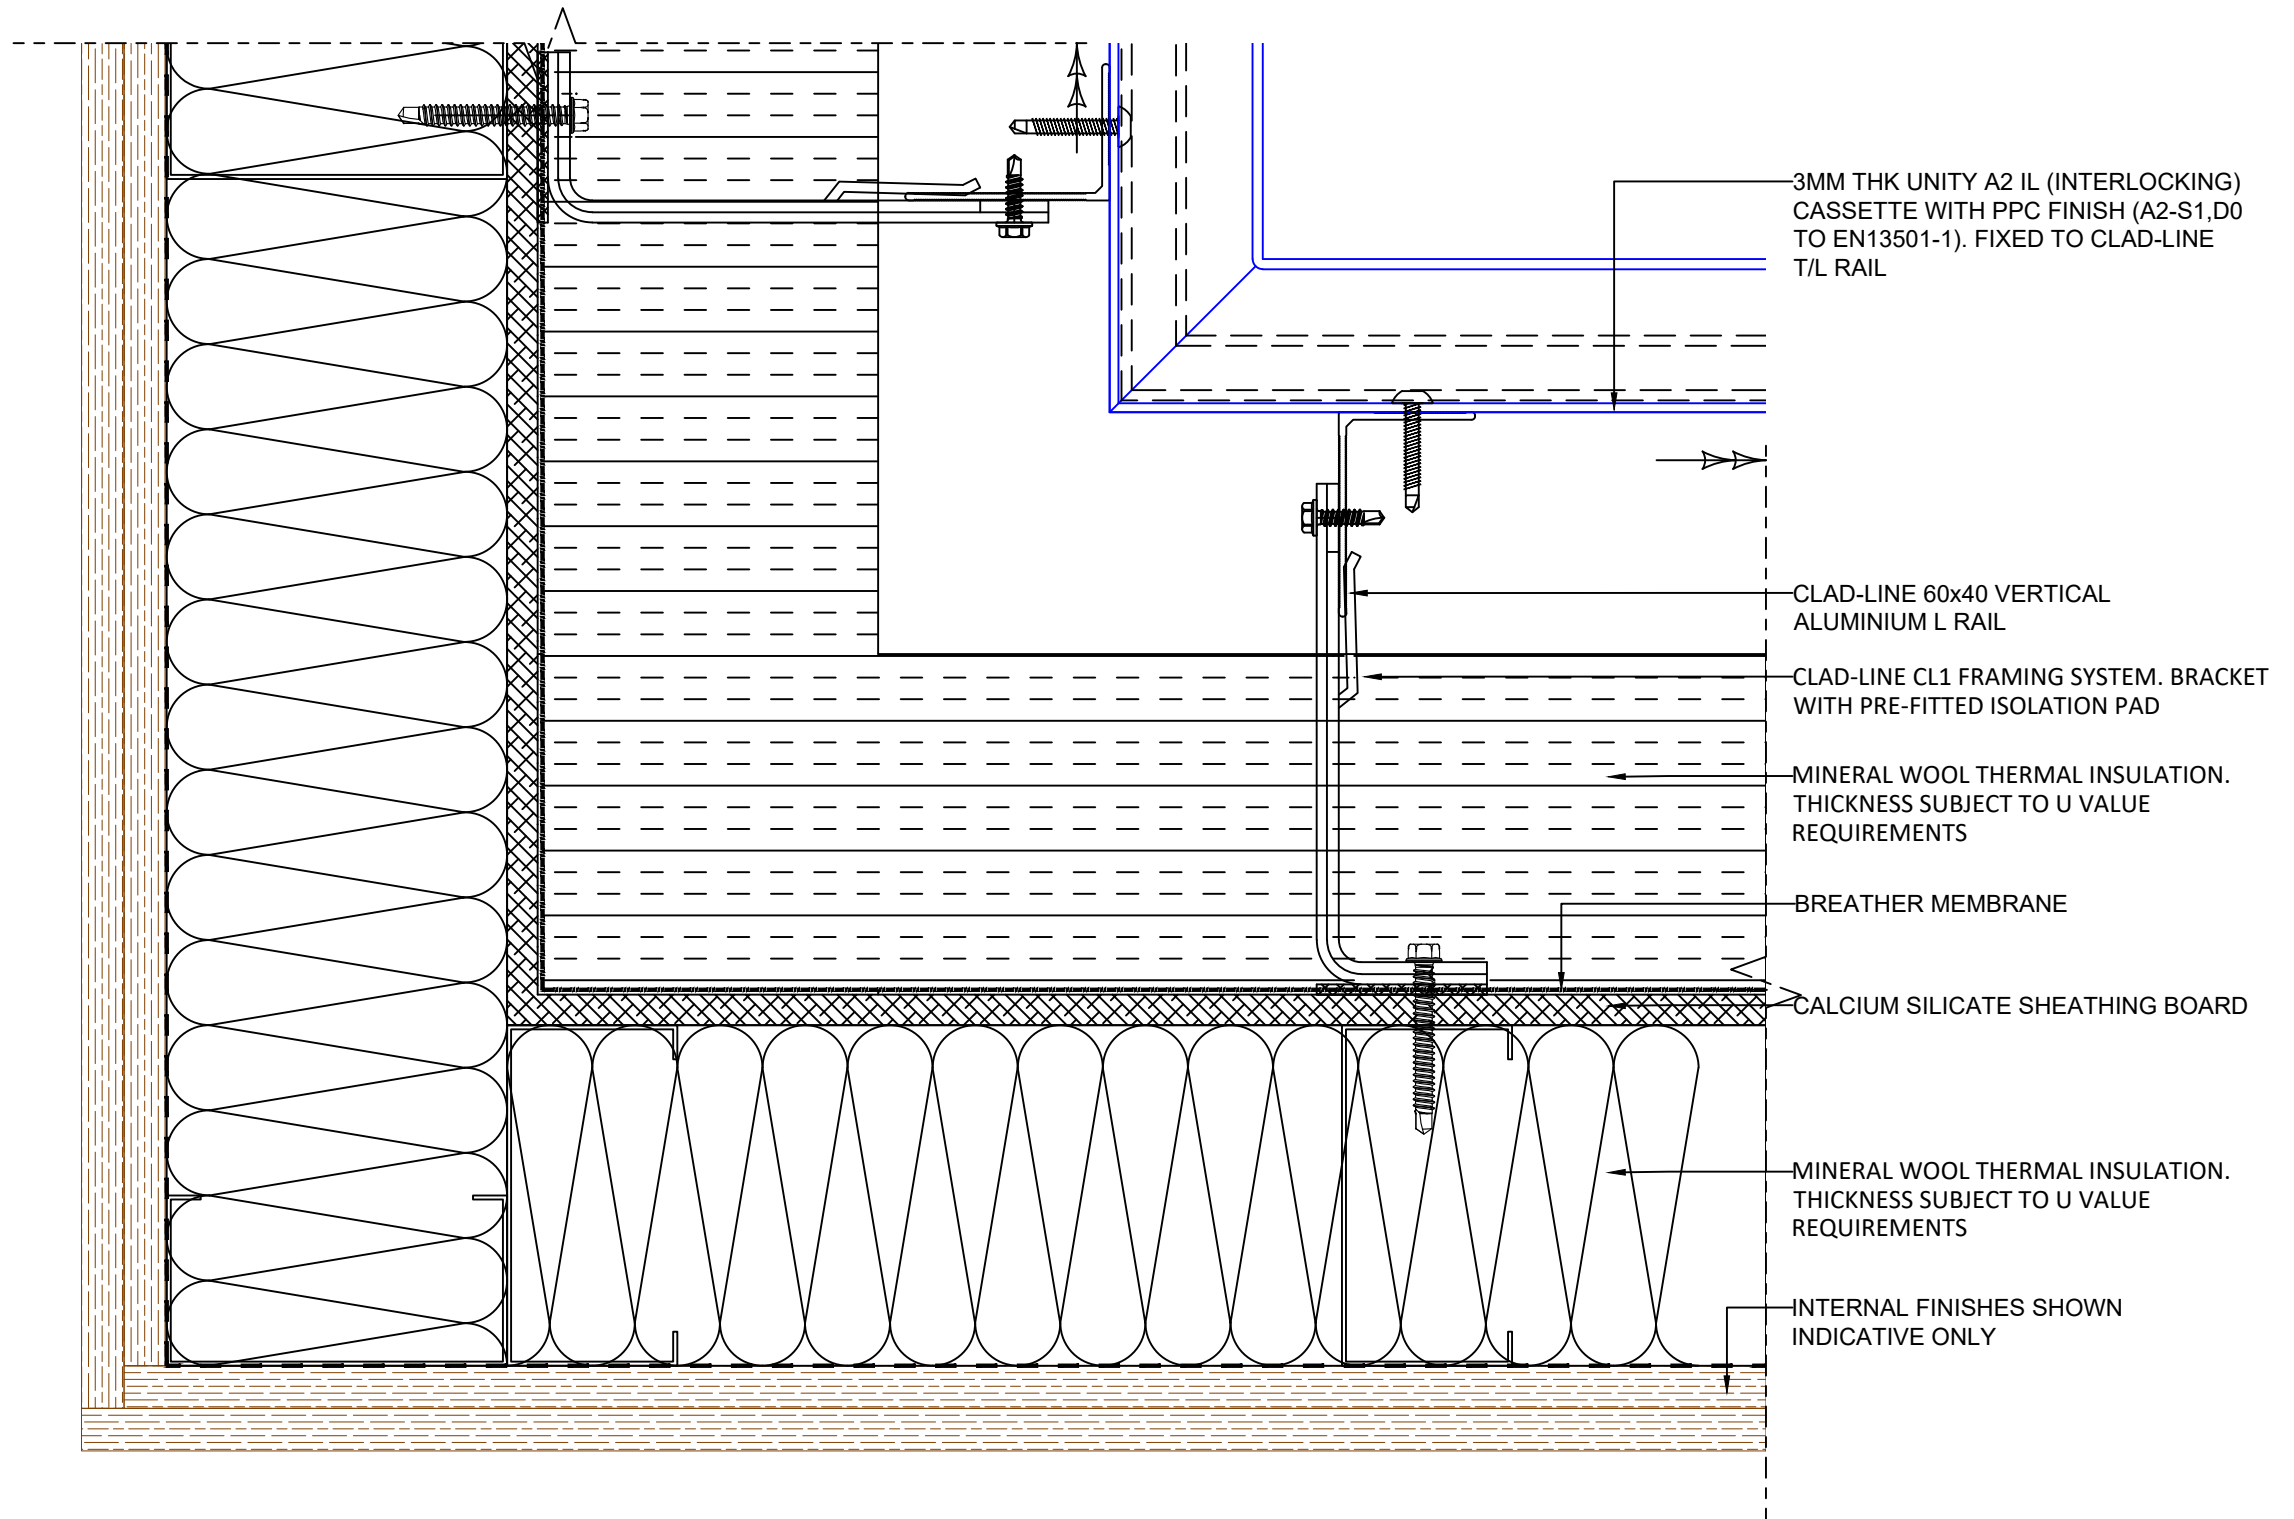 3MM THK UNITY A2 IL (INTERLOCKING)
CASSETTE WITH PPC FINISH (A2-S1,D0
TO EN13501-1). FIXED TO CLAD-LINE
T/L RAIL
CLAD-LINE 60x40 VERTICAL
ALUMINIUM L RAIL
CLAD-LINE CL1 FRAMING SYSTEM. BRACKET
WITH PRE-FITTED ISOLATION PAD
MINERAL WOOL THERMAL INSULATION.
THICKNESS SUBJECT TO U VALUE
REQUIREMENTS
BREATHER MEMBRANE
CALCIUM SILICATE SHEATHING BOARD
MINERAL WOOL THERMAL INSULATION.
THICKNESS SUBJECT TO U VALUE
REQUIREMENTS
INTERNAL FINISHES SHOWN
INDICATIVE ONLY